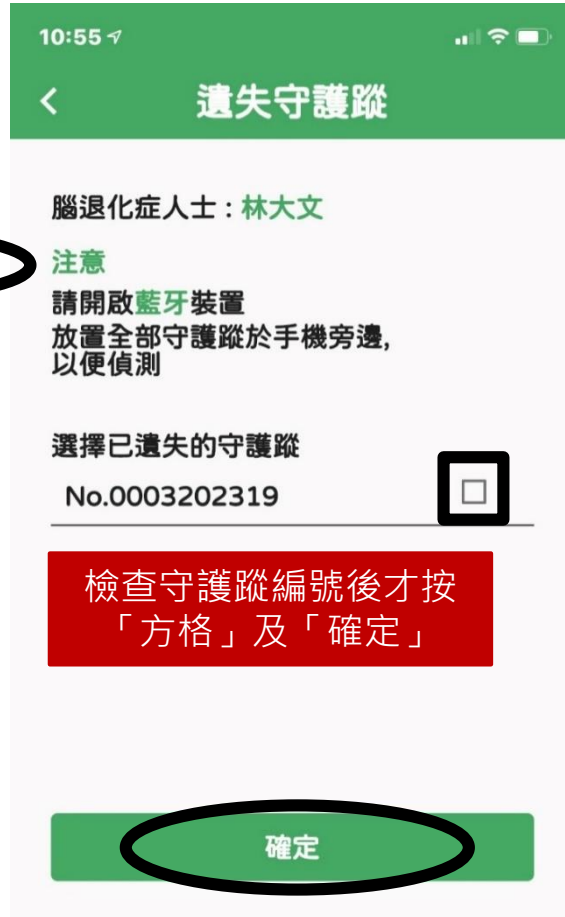 10:55
遺失守護蹤
腦退化症人士 : 林大文
注意
請開啟藍牙裝置
放置全部守護蹤於手機旁邊,
以便偵測
選擇已遺失的守護蹤
No.0003202319
檢查守護蹤編號後才按
「方格」及「確定」
確定